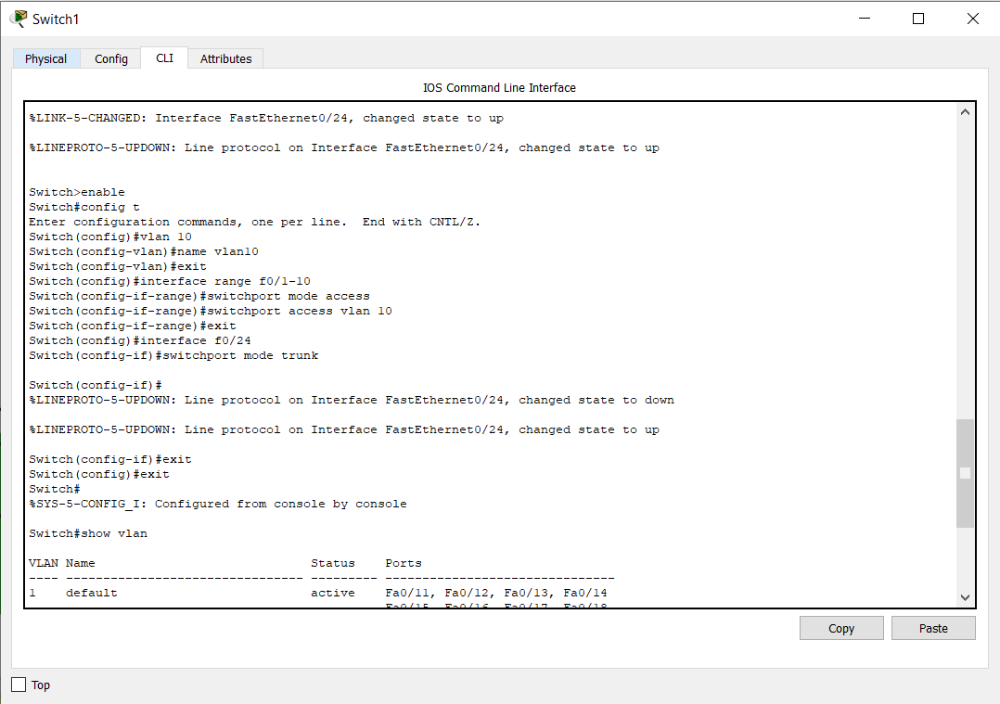 Switch1
Physical Config CLI Attributes
IOS Command Line Interface
%LINK-5-CHANGED: Interface FastEthernet0/24, changed state to up
%LINEPROTO-5-UPDOWN: Line protocol on Interface FastEthernet0/24, changed state to up
Switch>enable
Switch#config t
Enter configuration commands, one per line.  End with CNTL/Z.
Switch(config)#vlan 10
Switch(config-vlan)#name vlan10
Switch(config-vlan)#exit
Switch(config)#interface range f0/1-10
Switch(config-if-range)#switchport mode access
Switch(config-if-range)#switchport access vlan 10
Switch(config-if-range)#exit
Switch(config)#interface f0/24
Switch(config-if)#switchport mode trunk
Switch(config-if)#
%LINEPROTO-5-UPDOWN: Line protocol on Interface FastEthernet0/24, changed state to down
%LINEPROTO-5-UPDOWN: Line protocol on Interface FastEthernet0/24, changed state to up
Switch(config-if)#exit
Switch(config)#exit
Switch#
%SYS-5-CONFIG_I: Configured from console by console
Switch#show vlan
VLAN Name                             Status    Ports
---- -------------------------------- --------- -------------------------------
1    default                          active    Fa0/11, Fa0/12, Fa0/13, Fa0/14
Fa0/15, Fa0/16, Fa0/17, Fa0/18
Copy Paste
Top